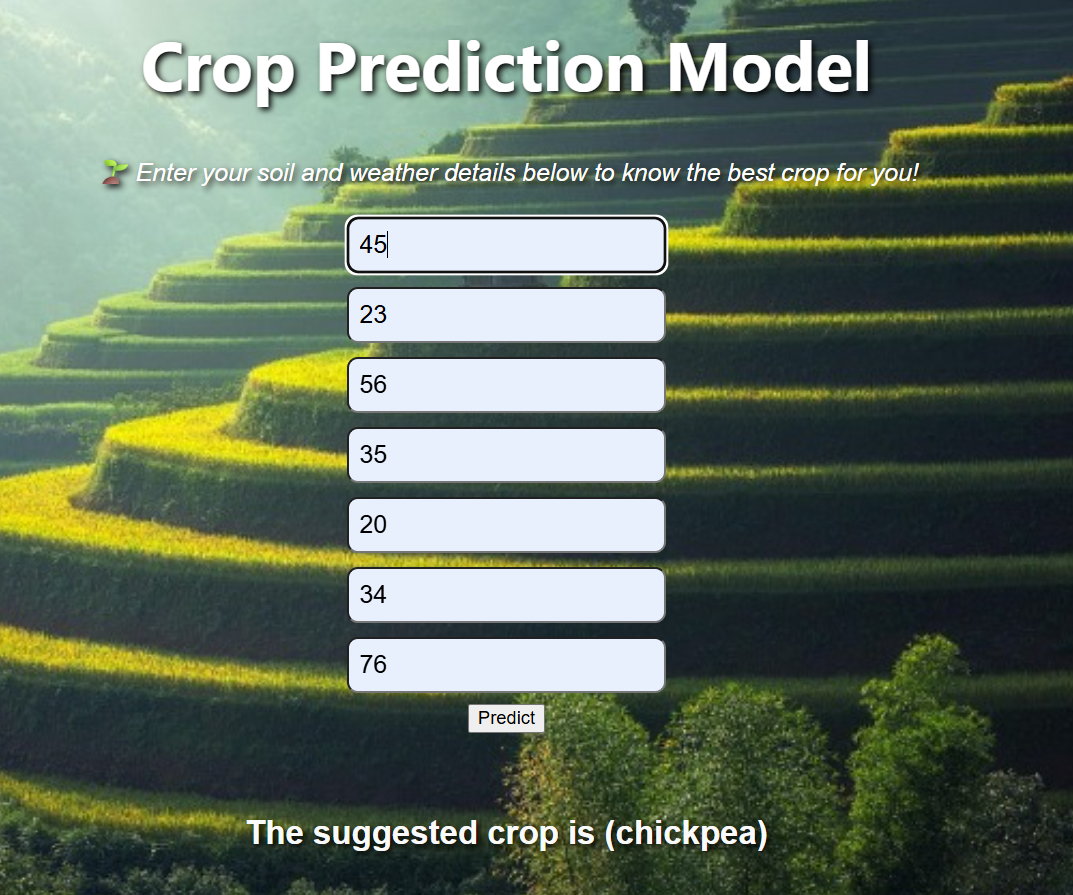 Crop Prediction Model
🌱 Enter your soil and weather details below to know the best crop for you!
45
23
56
35
20
34
76
Predict
The suggested crop is (chickpea)